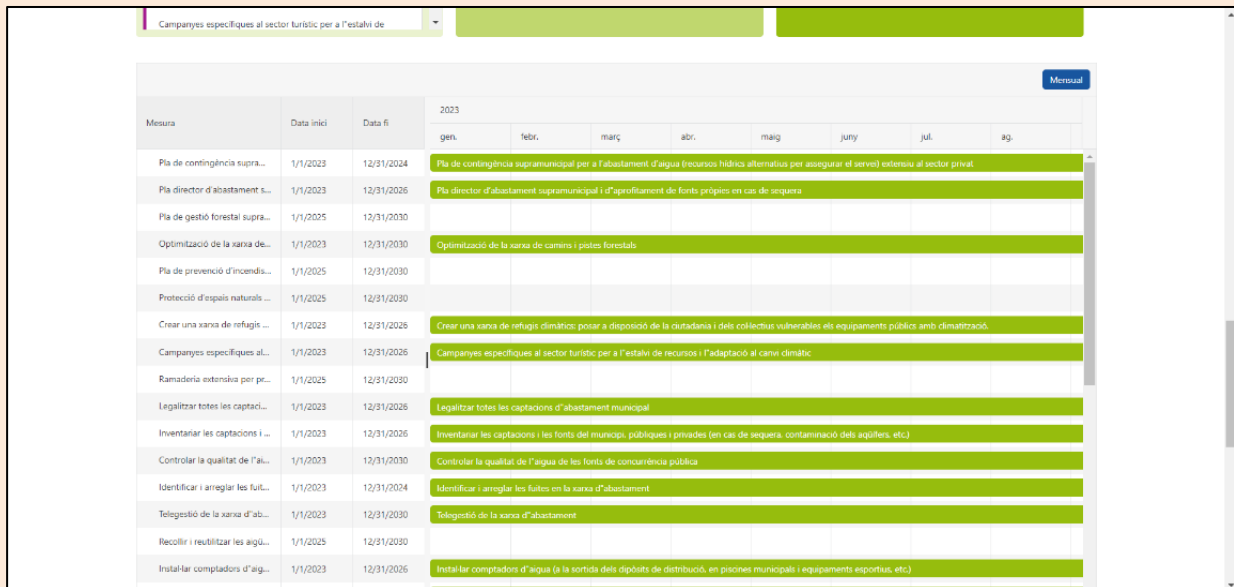 Campanyes específiques al sector turístic per a l"estalvi de
Mensual
Mesura Data inici Data fi 2023
gen. febr. març abr. maig juny jul. ag.
Pla de contingència supra... 1/1/2023 12/31/2024 Pla de contingència supramunicipal per a l'abastament d'aigua (recursos hídrics alternatius per assegurar el servei) extensiu al sector privat
Pla director d'abastament s... 1/1/2023 12/31/2026 Pla director d'abastament supramunicipal i d"aprofitament de fonts pròpies en cas de sequera
Pla de gestió forestal supra... 1/1/2025 12/31/2030
Optimització de la xarxa de... 1/1/2023 12/31/2030 Optimització de la xarxa de camins i pistes forestals
Pla de prevenció d'incendis... 1/1/2025 12/31/2030
Protecció d'espais naturals ... 1/1/2025 12/31/2030
Crear una xarxa de refugis ... 1/1/2023 12/31/2026 Crear una xarxa de refugis climàtics: posar a disposició de la ciutadania i dels col·lectius vulnerables els equipaments públics amb climatització.
Campanyes específiques al... 1/1/2023 12/31/2026 Campanyes específiques al sector turístic per a l"estalvi de recursos i l"adaptació al canvi climàtic
Ramaderia extensiva per pr... 1/1/2025 12/31/2030
Legalitzar totes les captaci... 1/1/2023 12/31/2026 Legalitzar totes les captacions d"abastament municipal
Inventariar les captacions i ... 1/1/2023 12/31/2026 Inventariar les captacions i les fonts del municipi, públiques i privades (en cas de sequera, contaminació dels aqüífers, etc.)
Controlar la qualitat de l"ai... 1/1/2023 12/31/2030 Controlar la qualitat de l"aigua de les fonts de concurrència pública
Identificar i arreglar les fuit... 1/1/2023 12/31/2024 Identificar i arreglar les fuites en la xarxa d"abastament
Telegestió de la xarxa d"ab... 1/1/2023 12/31/2030 Telegestió de la xarxa d"abastament
Recollir i reutilitzar les aigü... 1/1/2025 12/31/2030
Instal·lar comptadors d"aig... 1/1/2023 12/31/2026 Instal·lar comptadors d"aigua (a la sortida dels dipòsits de distribució, en piscines municipals i equipaments esportius, etc.)